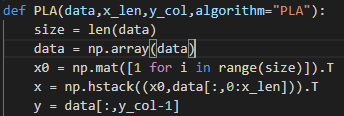 def PLA(data,x_len,y_col,algorithm="PLA"):
    size = len(data)
    data = np.array(data)
    x0 = np.mat([1 for i in range(size)]).T
    x = np.hstack((x0,data[:,0:x_len])).T
    y = data[:,y_col-1]